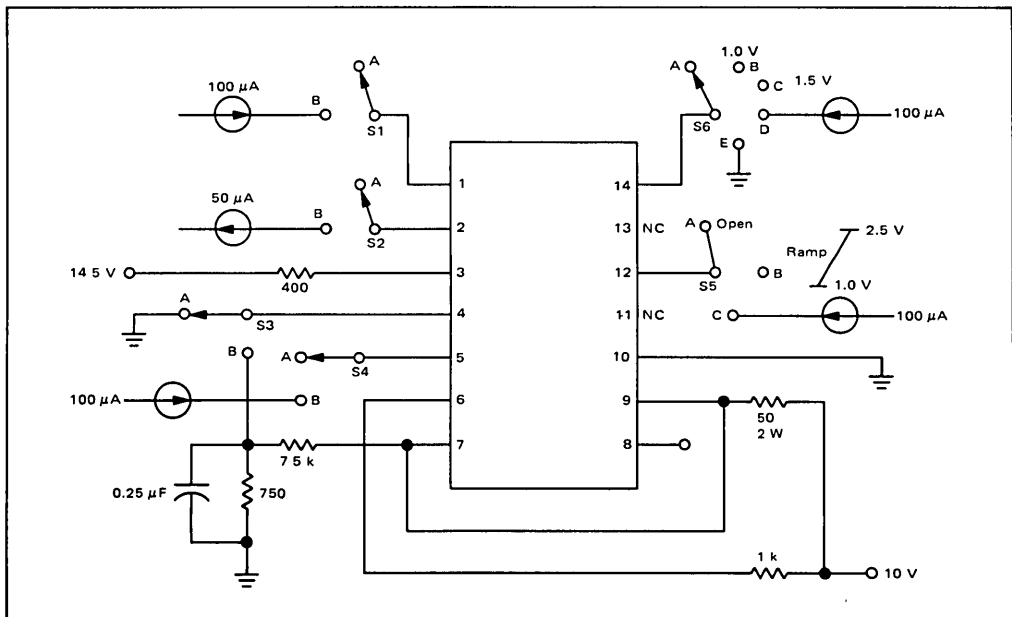 1.0 V
A
A
B
100 μA
C
1.5 V
B
S1
S6
D
100 μA
E
1
14
A
50 μA
A
Open
2.5 V
B
S2
2
13
NC
Ramp
14 5 V
3
12
S5
B
400
1.0 V
A
S3
4
11
NC
C
100 μA
B
A
S4
5
10
100 μA
B
6
9
50
2 W
7
8
7 5 k
0.25 μF
750
1 k
10 V